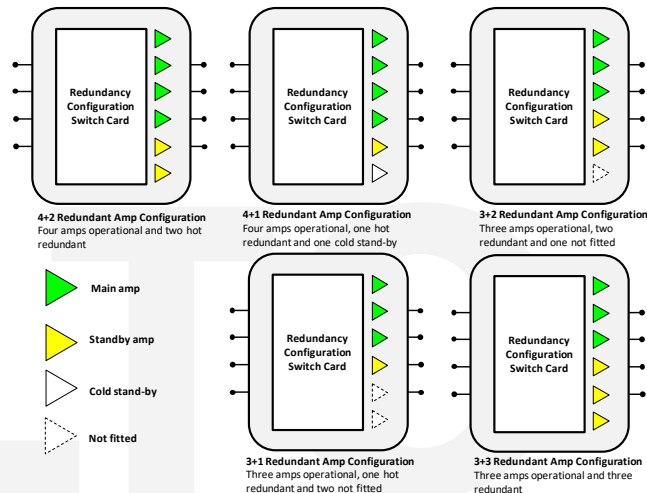 Redundancy
Configuration
Switch Card
Redundancy
Configuration
Switch Card
Redundancy
Configuration
Switch Card
4+2 Redundant Amp Configuration
Four amps operational and two hot
redundant
4+1 Redundant Amp Configuration
Four amps operational, one hot
redundant and one cold stand-by
3+2 Redundant Amp Configuration
Three amps operational, two
redundant and one not fitted
Main amp
Standby amp
Cold stand-by
Not fitted
Redundancy
Configuration
Switch Card
Redundancy
Configuration
Switch Card
3+1 Redundant Amp Configuration
Three amps operational, one hot
redundant and two not fitted
3+3 Redundant Amp Configuration
Three amps operational and three
redundant